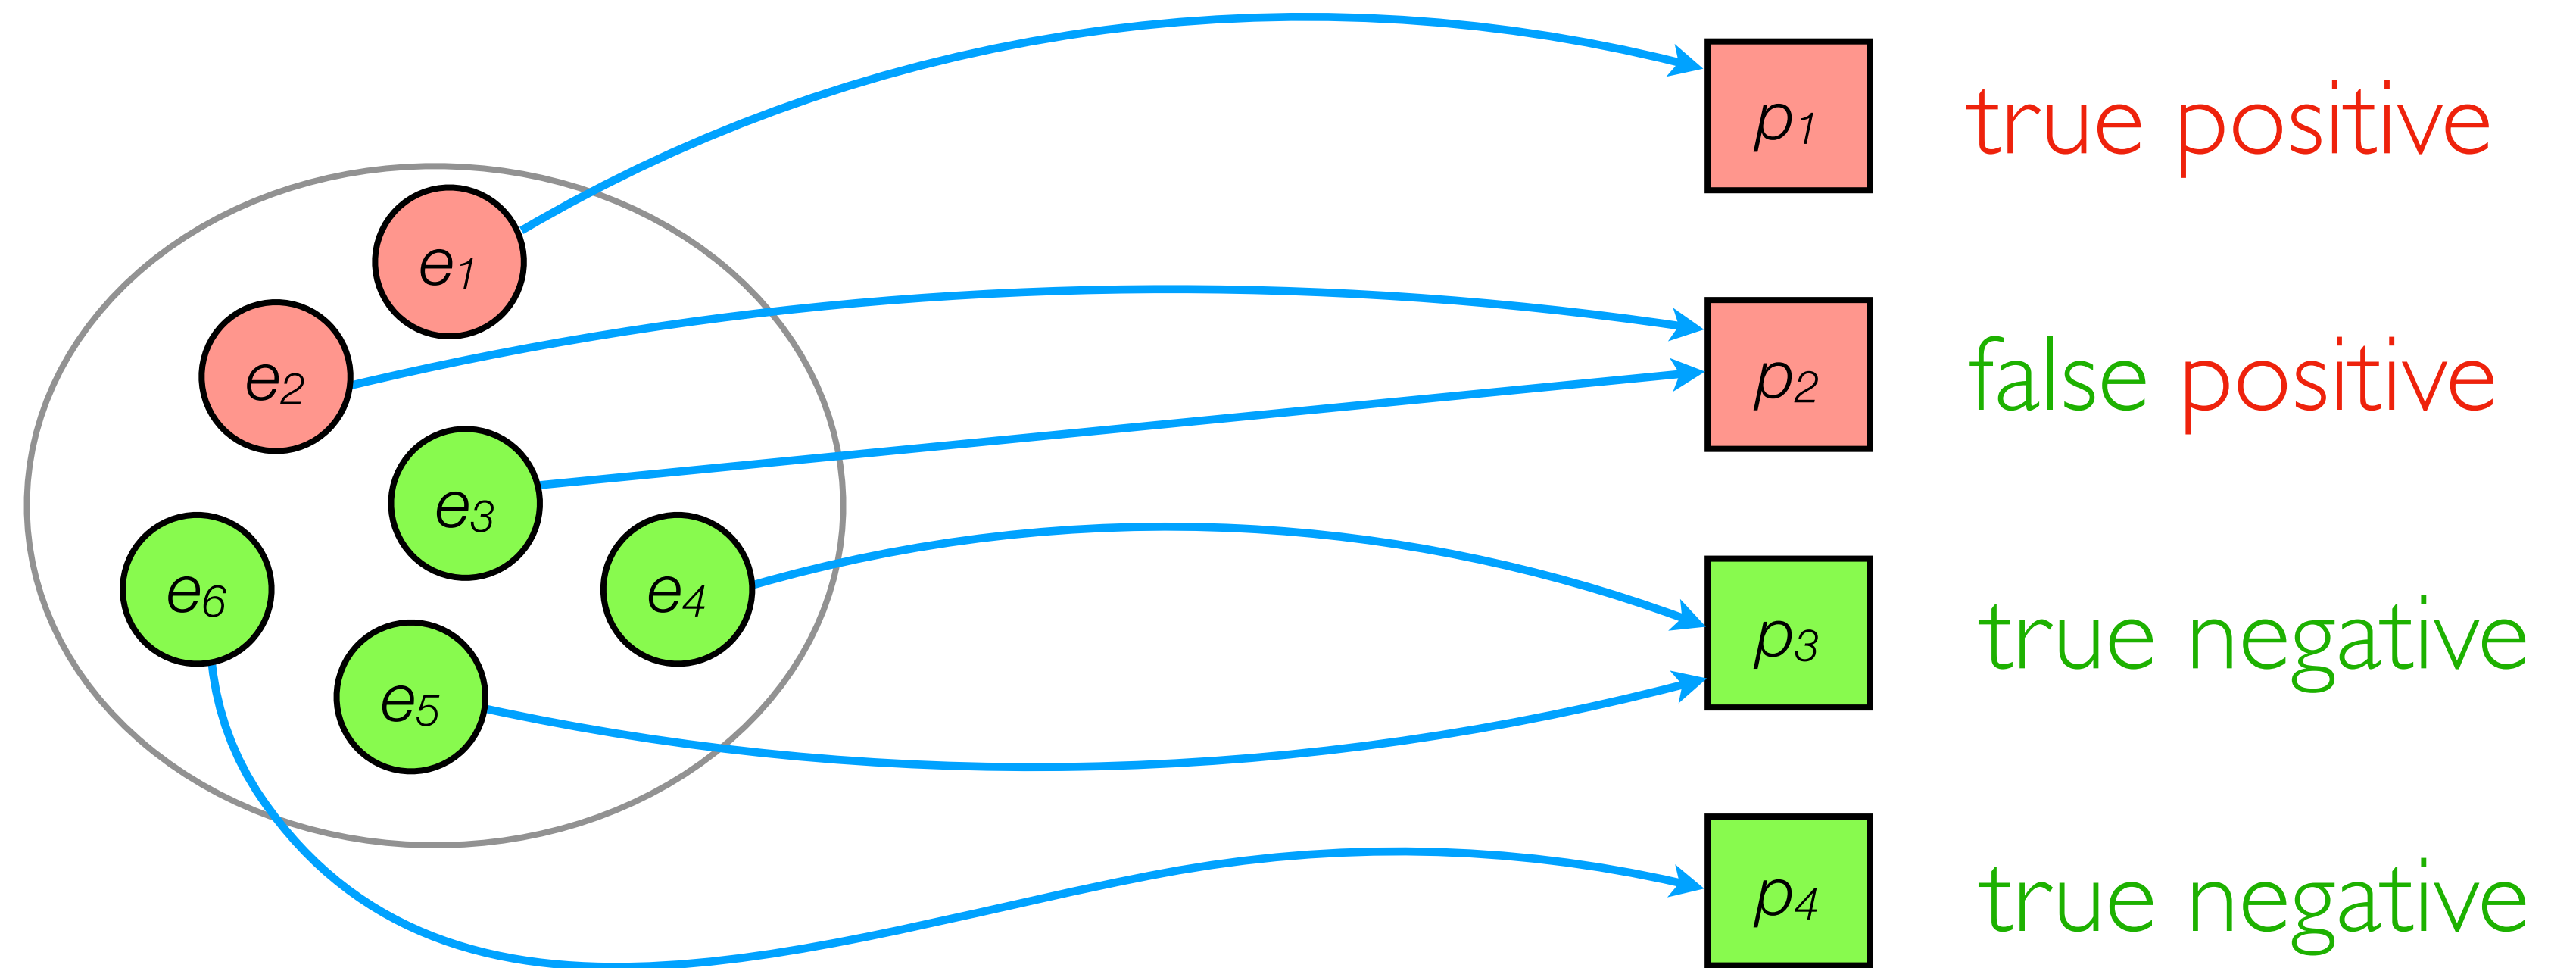 p1 true positive
e1
e2
p2 false positive
e3
e6
e4
p3 true negative
e5
p4 true negative